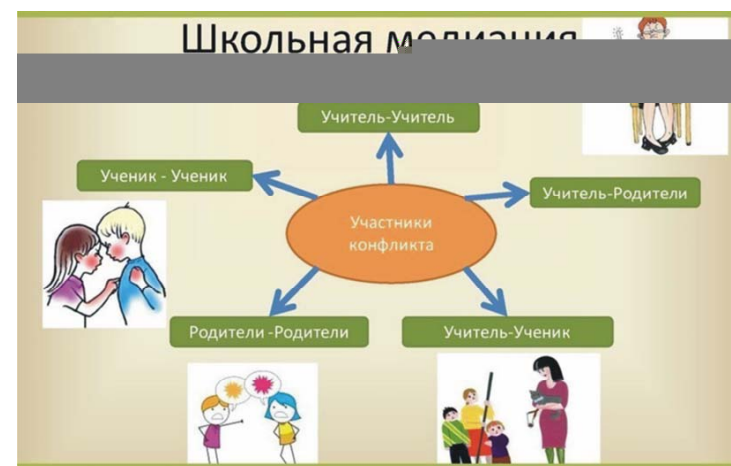 Школьная медиация
Учитель-Учитель
Ученик - Ученик
Учитель-Родители
Участники
конфликта
Родители -Родители
Учитель-Ученик